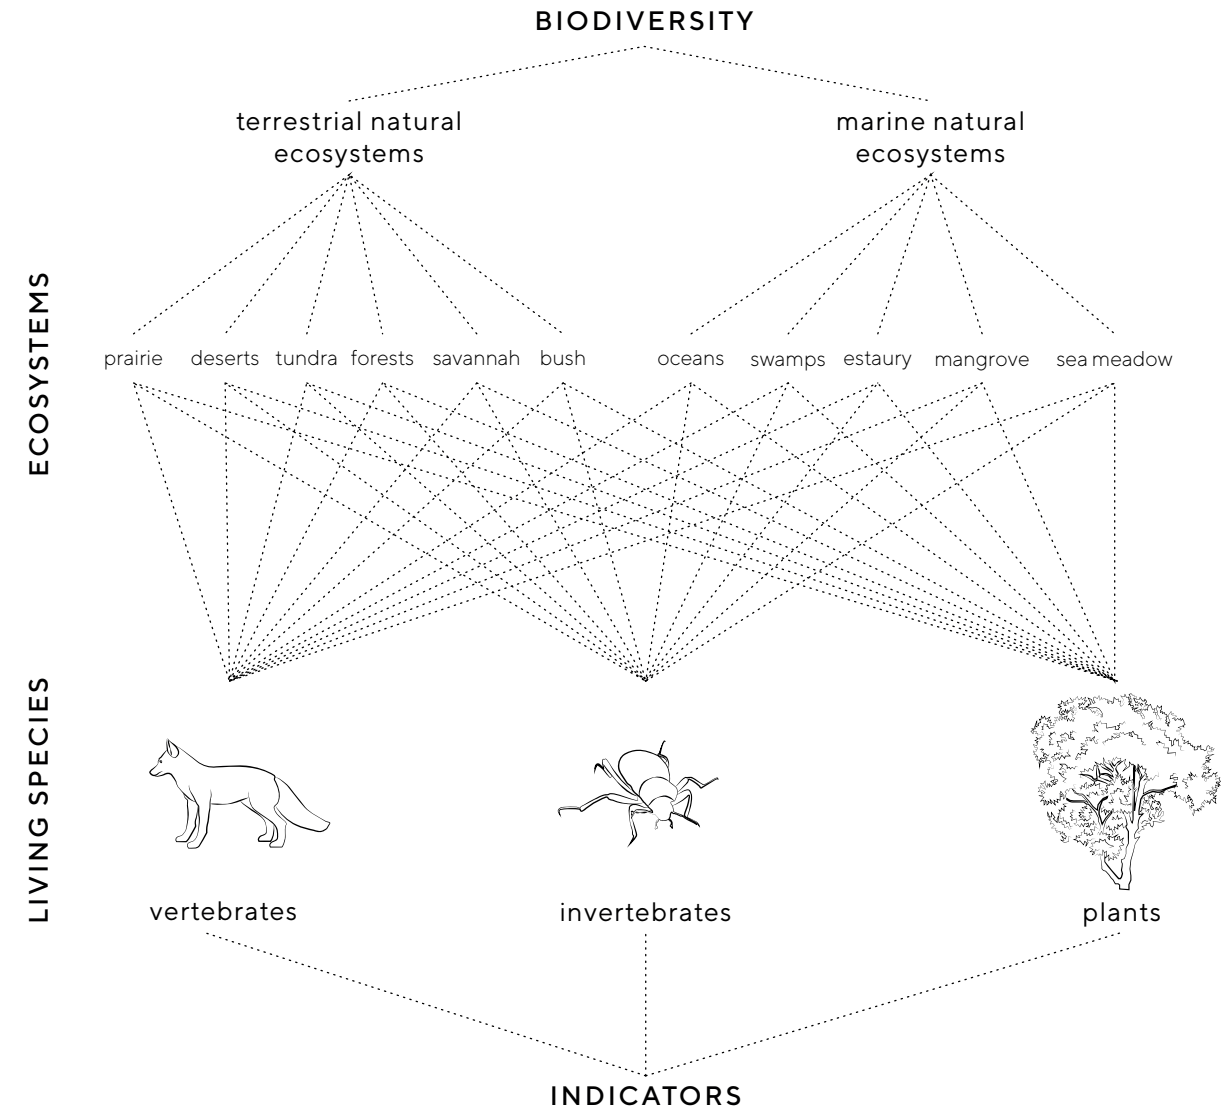 BIODIVERSITY
terrestrial natural
ecosystems
marine natural
ecosystems
ECOSYSTEMS
prairie
deserts
tundra
forests
savannah
bush
oceans
swamps
estaury
mangrove
sea meadow
LIVING SPECIES
vertebrates
invertebrates
plants
INDICATORS